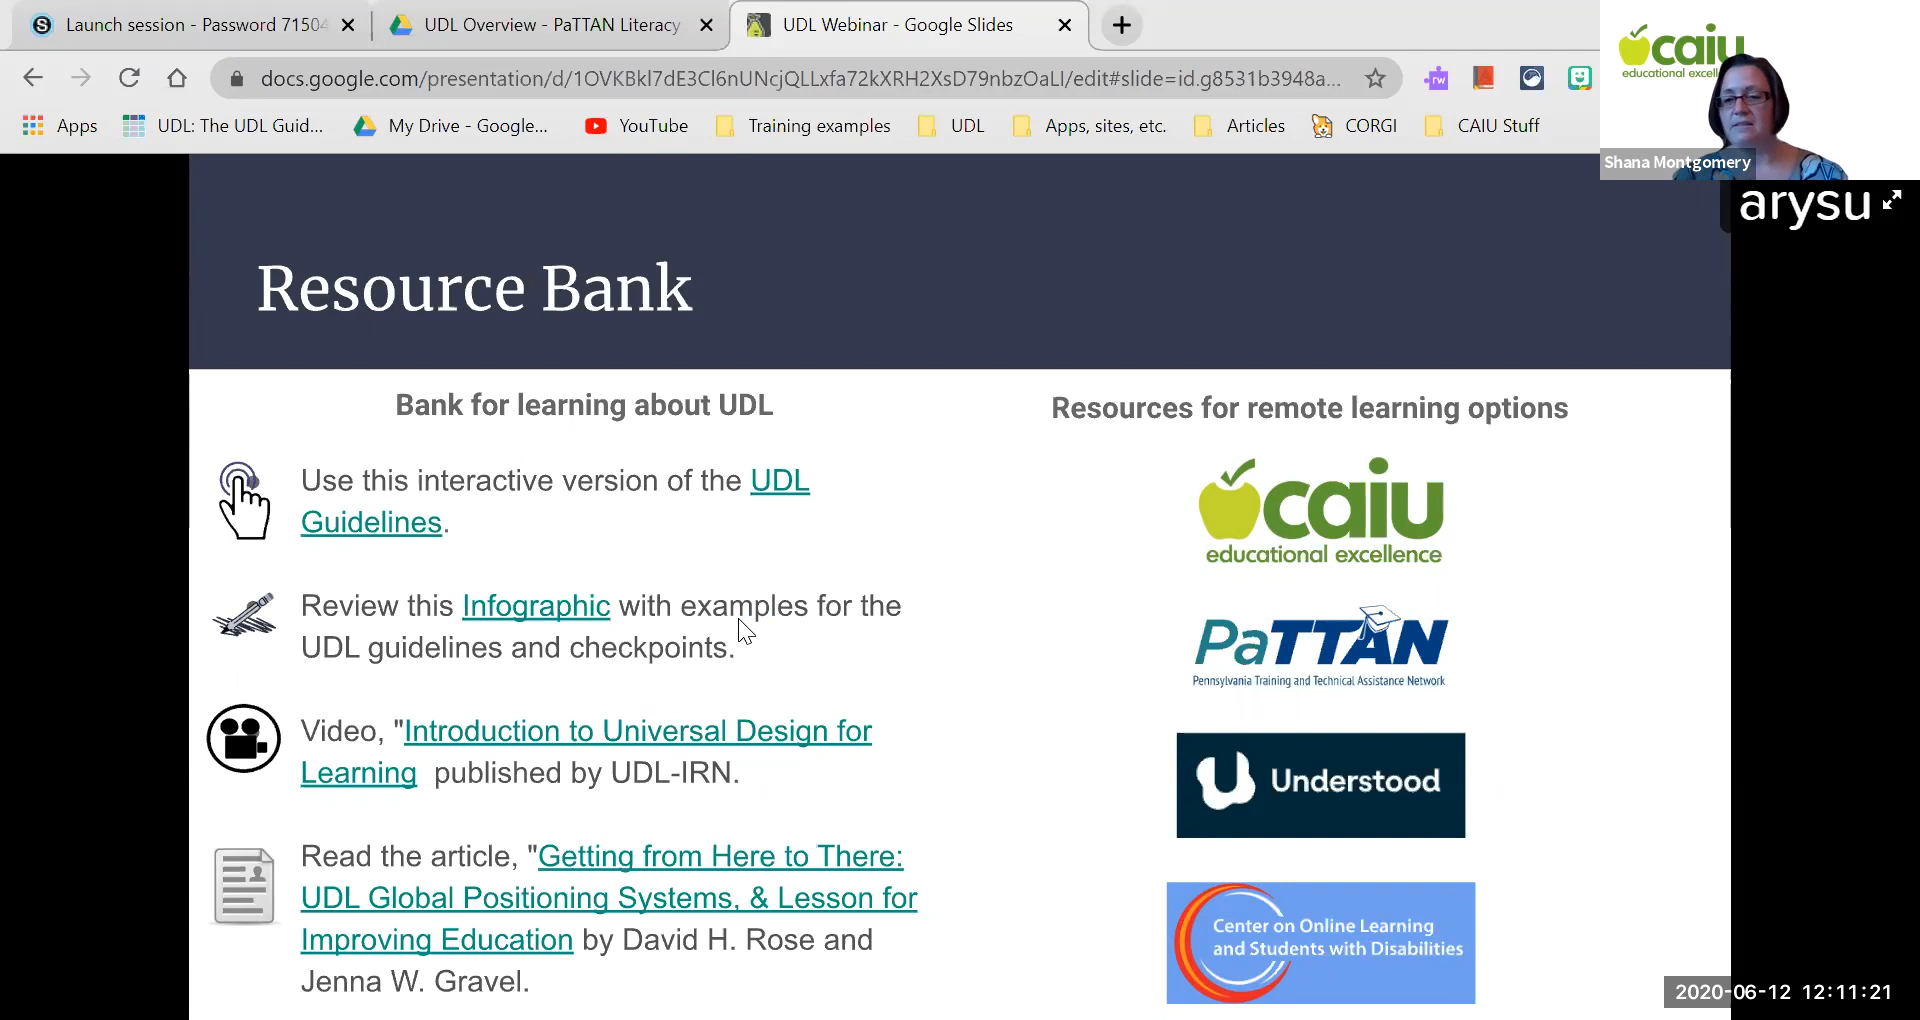 Launch session - Password 71504
UDL Overview - PaTTAN Literacy
UDL Webinar - Google Slides
docs.google.com/presentation/d/1OVKBkl7dE3Cl6nUNcjQLLxfa72kXRH2XsD79nbzOaLI/edit#slide=id.g8531b3948a...
rw
Apps
UDL: The UDL Guid...
My Drive - Google...
YouTube
Training examples
UDL
Apps, sites, etc.
Articles
CORGI
CAIU Stuff
caiu
educational excelle
Shana Montgomery
arysu
Resource Bank
Bank for learning about UDL
Use this interactive version of the UDL
Guidelines.
Review this Infographic with examples for the
UDL guidelines and checkpoints.
Video, "Introduction to Universal Design for
Learning published by UDL-IRN.
Read the article, "Getting from Here to There:
UDL Global Positioning Systems, & Lesson for
Improving Education by David H. Rose and
Jenna W. Gravel.
Resources for remote learning options
caiu
educational excellence
PaTTAN
Pennsylvania Training and Technical Assistance Network
Understood
Center on Online Learning
and Students with Disabilities
2020-06-12 12:11:21